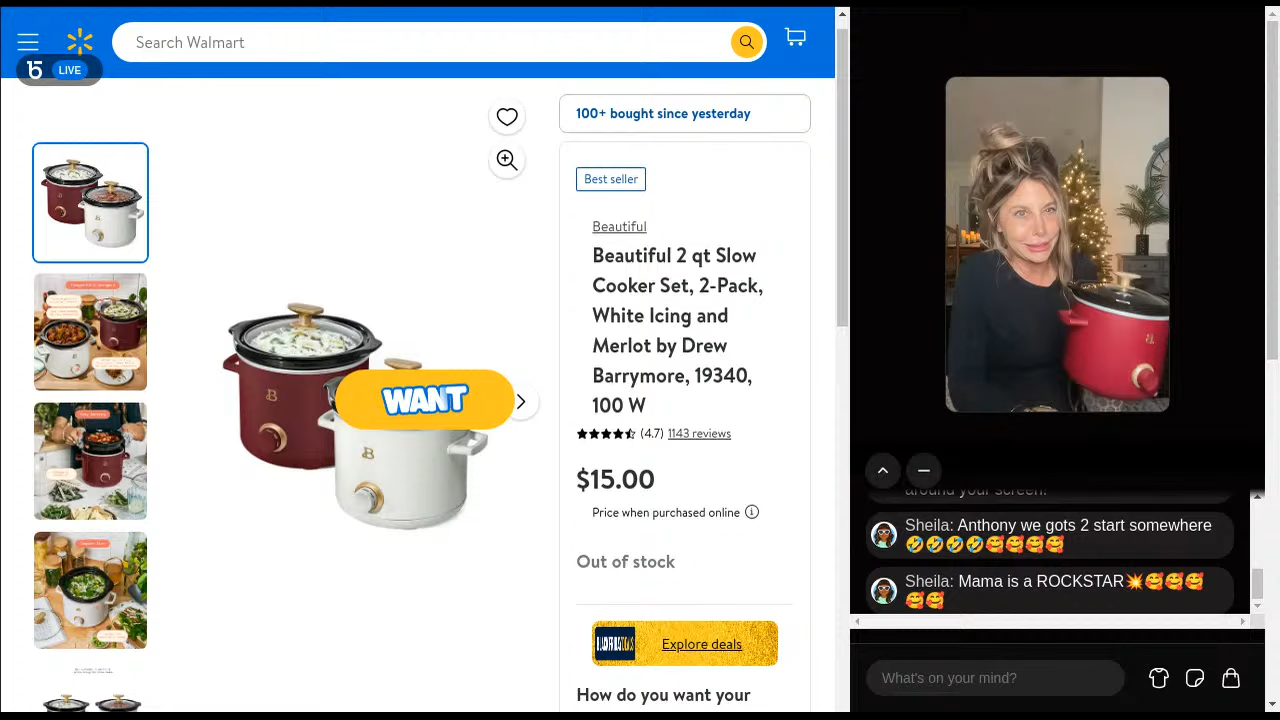 Search Walmart
LIVE
100+ bought since yesterday
Best seller
Beautiful
Beautiful 2 qt Slow
Cooker Set, 2-Pack,
White Icing and
Merlot by Drew
Barrymore, 19340,
100 W
(4.7) 1143 reviews
$15.00
Price when purchased online
Out of stock
Explore deals
How do you want your
WANT
around your screen!
Sheila: Anthony we gots 2 start somewhere
🤣🤣🤣🤣🥰🥰🥰🥰
Sheila: Mama is a ROCKSTAR💥🥰🥰🥰
🥰🥰
What's on your mind?